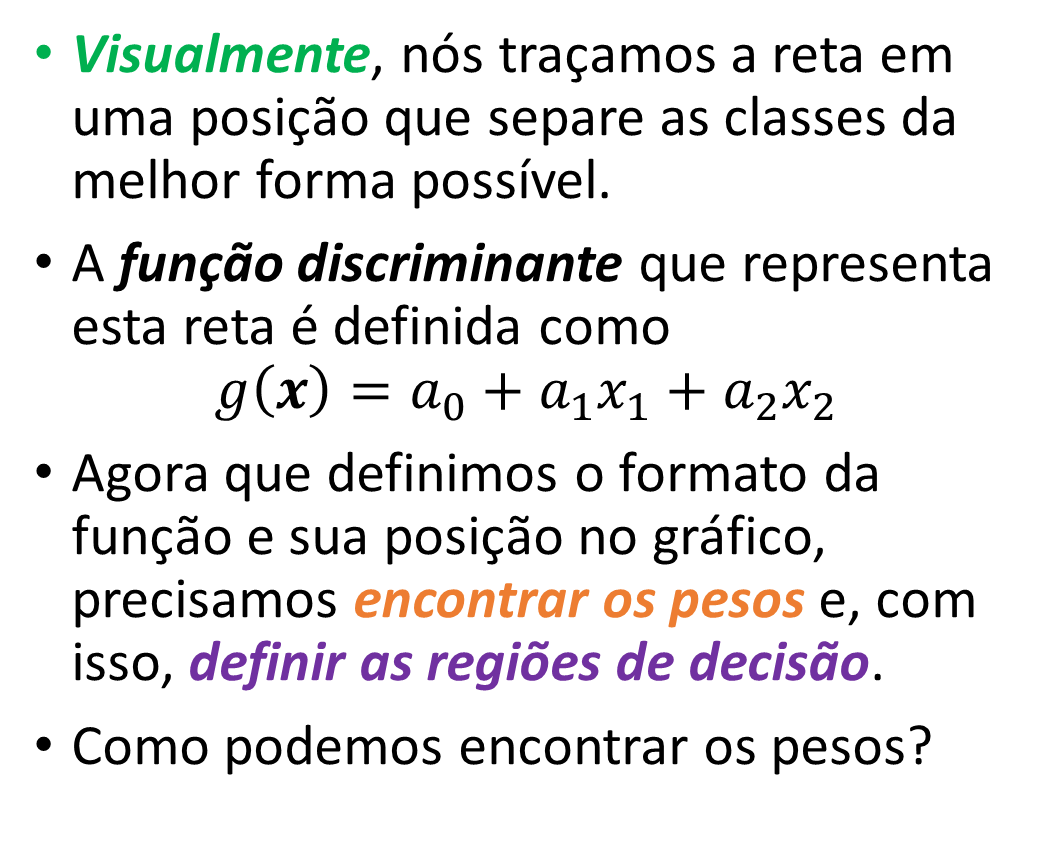 • Visualmente, nós traçamos a reta em
uma posição que separe as classes da
melhor forma possível.
• A função discriminante que representa
esta reta é definida como
g(x) = a₀ + a₁x₁ + a₂x₂
• Agora que definimos o formato da
função e sua posição no gráfico,
precisamos encontrar os pesos e, com
isso, definir as regiões de decisão.
• Como podemos encontrar os pesos?